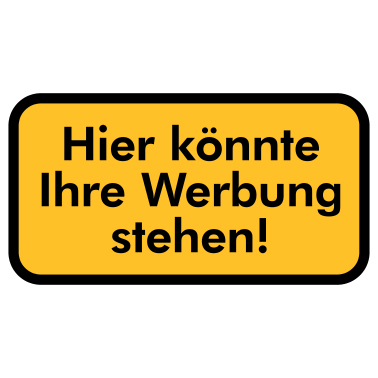 Hier könnte
Ihre Werbung
stehen!